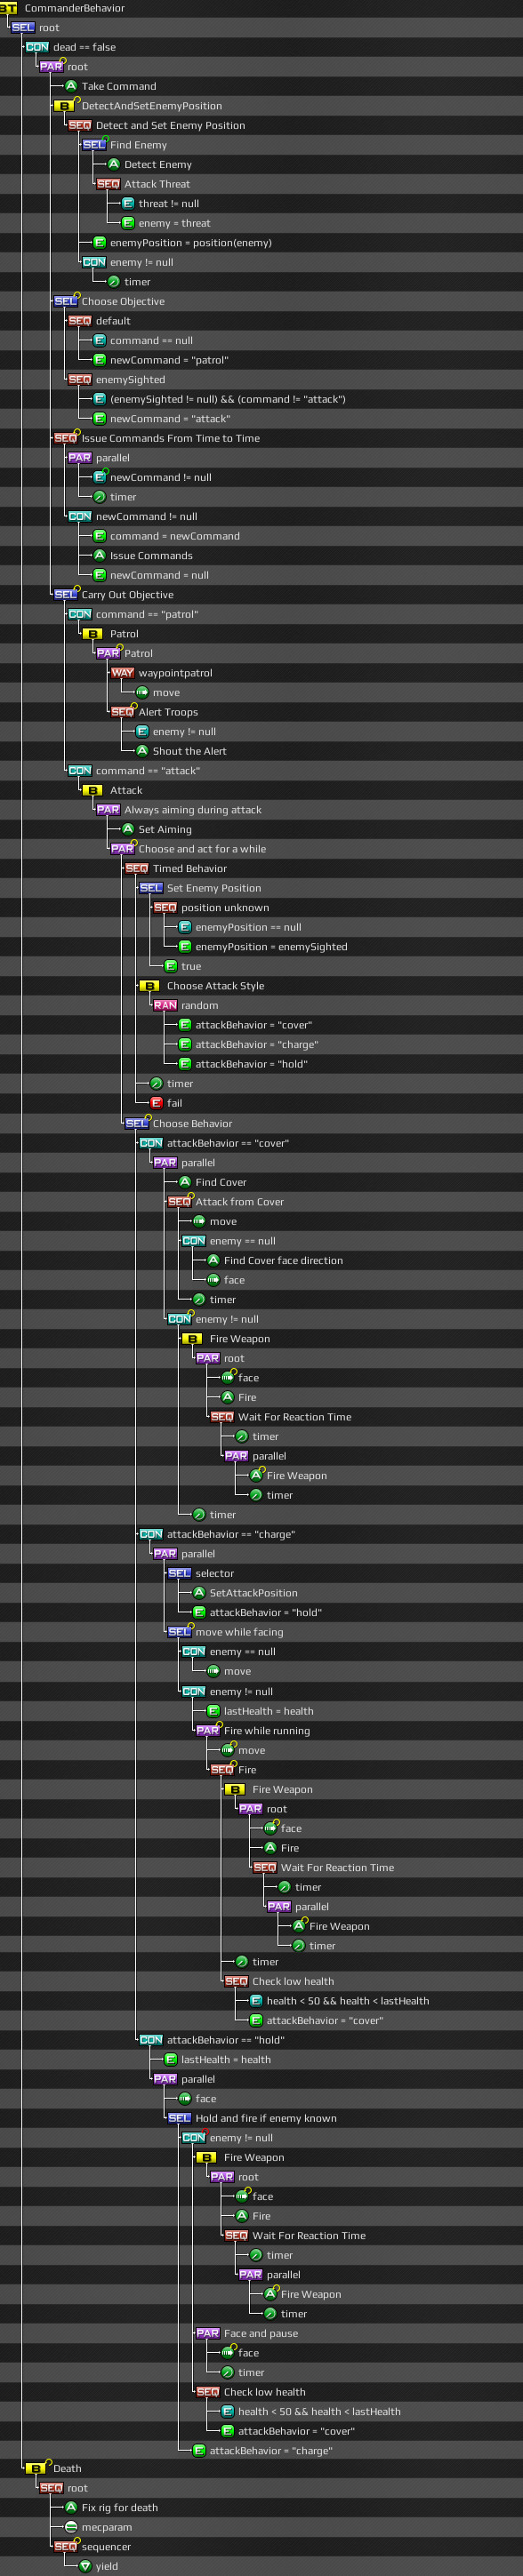 BT CommanderBehavior
SEL root
CON dead == false
PAR root
A Take Command
B DetectAndSetEnemyPosition
SEQ Detect and Set Enemy Position
SEL Find Enemy
A Detect Enemy
SEQ Attack Threat
E threat != null
E enemy = threat
E enemyPosition = position(enemy)
CON enemy != null
timer
SEL Choose Objective
SEQ default
E command == null
E newCommand = "patrol"
SEQ enemySighted
E (enemySighted != null) && (command != "attack")
E newCommand = "attack"
SEQ Issue Commands From Time to Time
PAR parallel
E newCommand != null
timer
CON newCommand != null
E command = newCommand
A Issue Commands
E newCommand = null
SEL Carry Out Objective
CON command == "patrol"
B Patrol
PAR Patrol
WAY waypointpatrol
move
SEQ Alert Troops
E enemy != null
A Shout the Alert
CON command == "attack"
B Attack
PAR Always aiming during attack
A Set Aiming
PAR Choose and act for a while
SEQ Timed Behavior
SEL Set Enemy Position
SEQ position unknown
E enemyPosition == null
E enemyPosition = enemySighted
E true
B Choose Attack Style
RAN random
E attackBehavior = "cover"
E attackBehavior = "charge"
E attackBehavior = "hold"
timer
E fail
SEL Choose Behavior
CON attackBehavior == "cover"
PAR parallel
A Find Cover
SEQ Attack from Cover
move
CON enemy == null
A Find Cover face direction
face
timer
CON enemy != null
B Fire Weapon
PAR root
face
A Fire
SEQ Wait For Reaction Time
timer
PAR parallel
A Fire Weapon
timer
timer
CON attackBehavior == "charge"
PAR parallel
SEL selector
A SetAttackPosition
E attackBehavior = "hold"
SEL move while facing
CON enemy == null
move
CON enemy != null
E lastHealth = health
PAR Fire while running
move
SEQ Fire
B Fire Weapon
PAR root
face
A Fire
SEQ Wait For Reaction Time
timer
PAR parallel
A Fire Weapon
timer
timer
SEQ Check low health
E health < 50 && health < lastHealth
E attackBehavior = "cover"
CON attackBehavior == "hold"
E lastHealth = health
PAR parallel
face
SEL Hold and fire if enemy known
CON enemy != null
B Fire Weapon
PAR root
face
A Fire
SEQ Wait For Reaction Time
timer
PAR parallel
A Fire Weapon
timer
PAR Face and pause
face
timer
SEQ Check low health
E health < 50 && health < lastHealth
E attackBehavior = "cover"
E attackBehavior = "charge"
B Death
SEQ root
A Fix rig for death
mecparam
SEQ sequencer
yield